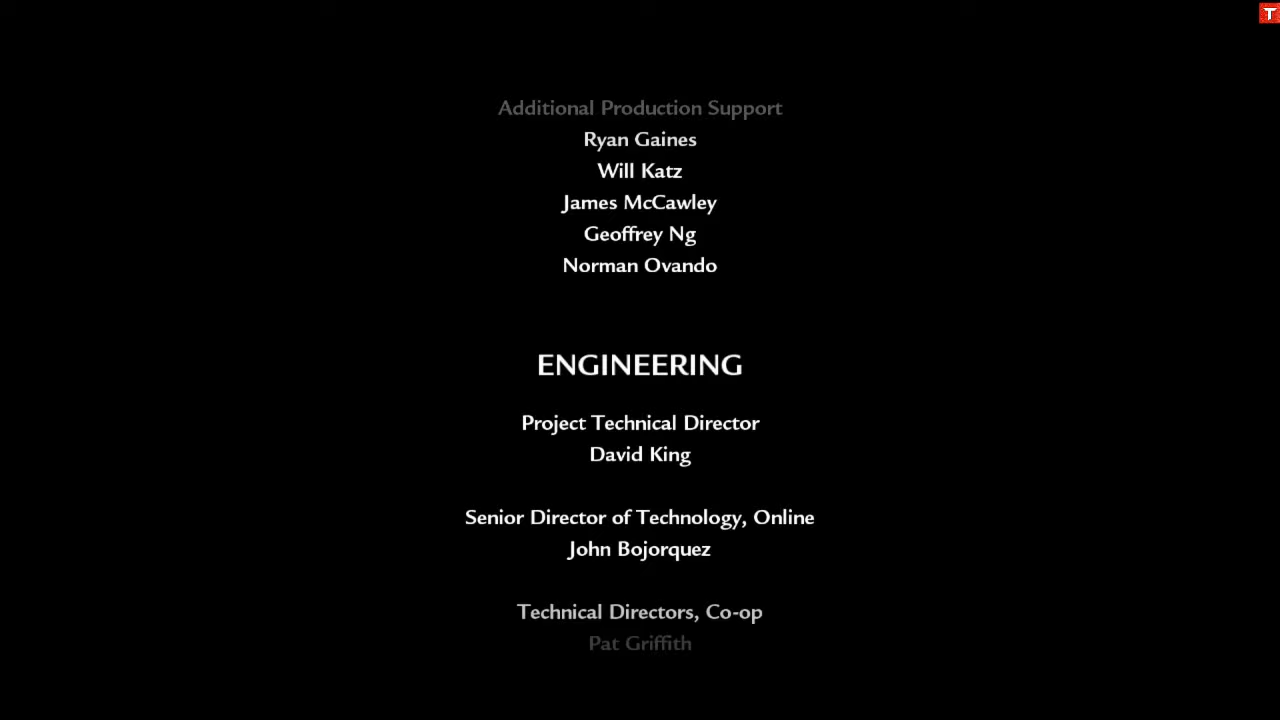 T
Additional Production Support
Ryan Gaines
Will Katz
James McCawley
Geoffrey Ng
Norman Ovando
ENGINEERING
Project Technical Director
David King
Senior Director of Technology, Online
John Bojorquez
Technical Directors, Co-op
Pat Griffith